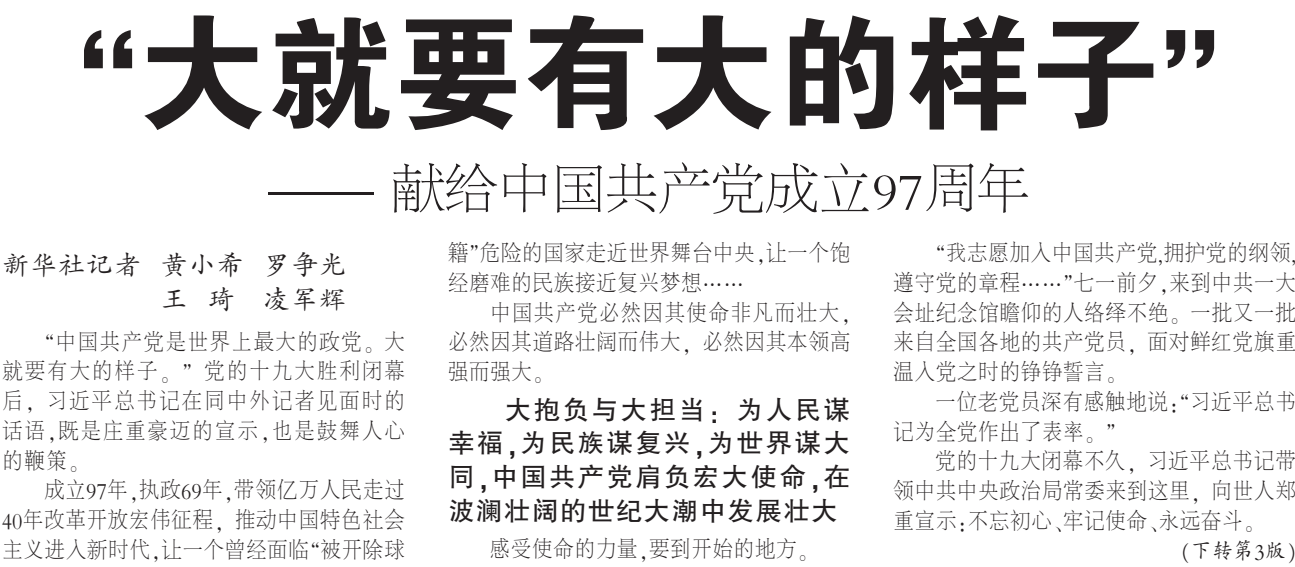 “大就要有大的样子”
——献给中国共产党成立97周年
新华社记者 黄小希 罗争光
王 琦 凌军辉
“中国共产党是世界上最大的政党。大
就要有大的样子。”党的十九大胜利闭幕
后，习近平总书记在同中外记者见面时的
话语,既是庄重豪迈的宣示,也是鼓舞人心
的鞭策。
成立97年,执政69年,带领亿万人民走过
40年改革开放宏伟征程，推动中国特色社会
主义进入新时代,让一个曾经面临“被开除球
籍”危险的国家走近世界舞台中央,让一个饱
经磨难的民族接近复兴梦想……
中国共产党必然因其使命非凡而壮大，
必然因其道路壮阔而伟大，必然因其本领高
强而强大。
大抱负与大担当：为人民谋
幸福,为民族谋复兴,为世界谋大
同,中国共产党肩负宏大使命,在
波澜壮阔的世纪大潮中发展壮大
感受使命的力量,要到开始的地方。
“我志愿加入中国共产党,拥护党的纲领,
遵守党的章程……”七一前夕,来到中共一大
会址纪念馆瞻仰的人络绎不绝。一批又一批
来自全国各地的共产党员，面对鲜红党旗重
温入党之时的铮铮誓言。
一位老党员深有感触地说:“习近平总书
记为全党作出了表率。”
党的十九大闭幕不久，习近平总书记带
领中共中央政治局常委来到这里，向世人郑
重宣示:不忘初心、牢记使命、永远奋斗。
(下转第3版)